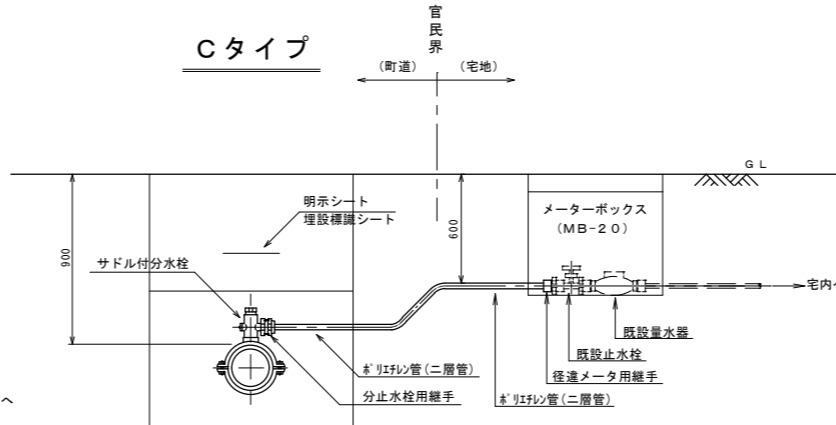 Cタイプ
官民界
(町道)
(宅地)
GL
明示シート
埋設標識シート
メーターボックス
(MB-20)
900
600
サドル付分水栓
宅内へ
既設量水器
既設止水栓
ポリエチレン管(二層管)
径違メータ用継手
分止水栓用継手
ポリエチレン管(二層管)
へ